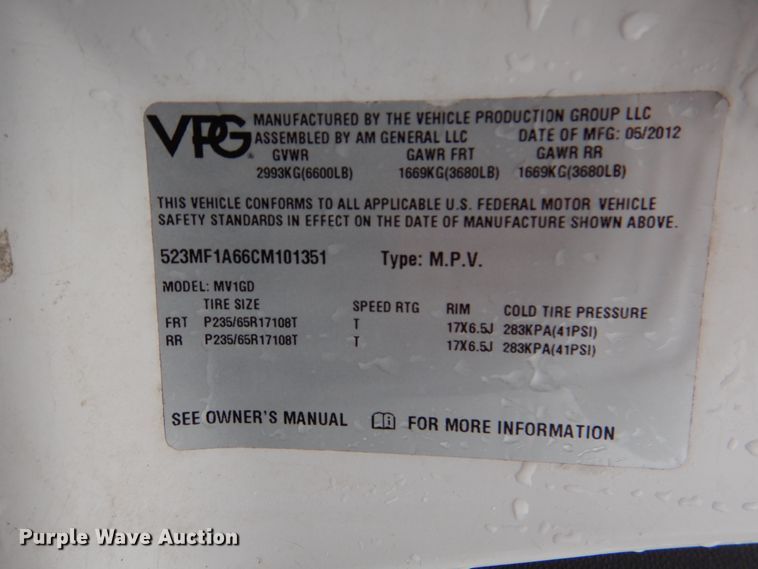 VPG® MANUFACTURED BY THE VEHICLE PRODUCTION GROUP LLC
ASSEMBLED BY AM GENERAL LLC DATE OF MFG: 05/2012
GVWR GAWR FRT GAWR RR
2993KG(6600LB) 1669KG(3680LB) 1669KG(3680LB)
THIS VEHICLE CONFORMS TO ALL APPLICABLE U.S. FEDERAL MOTOR VEHICLE
SAFETY STANDARDS IN EFFECT ON THE DATE OF MANUFACTURE SHOWN ABOVE.
523MF1A66CM101351 Type: M.P.V.
MODEL: MV1GD
TIRE SIZE SPEED RTG RIM COLD TIRE PRESSURE
FRT P235/65R17108T T 17X6.5J 283KPA(41PSI)
RR P235/65R17108T T 17X6.5J 283KPA(41PSI)
SEE OWNER'S MANUAL FOR MORE INFORMATION
Purple Wave Auction